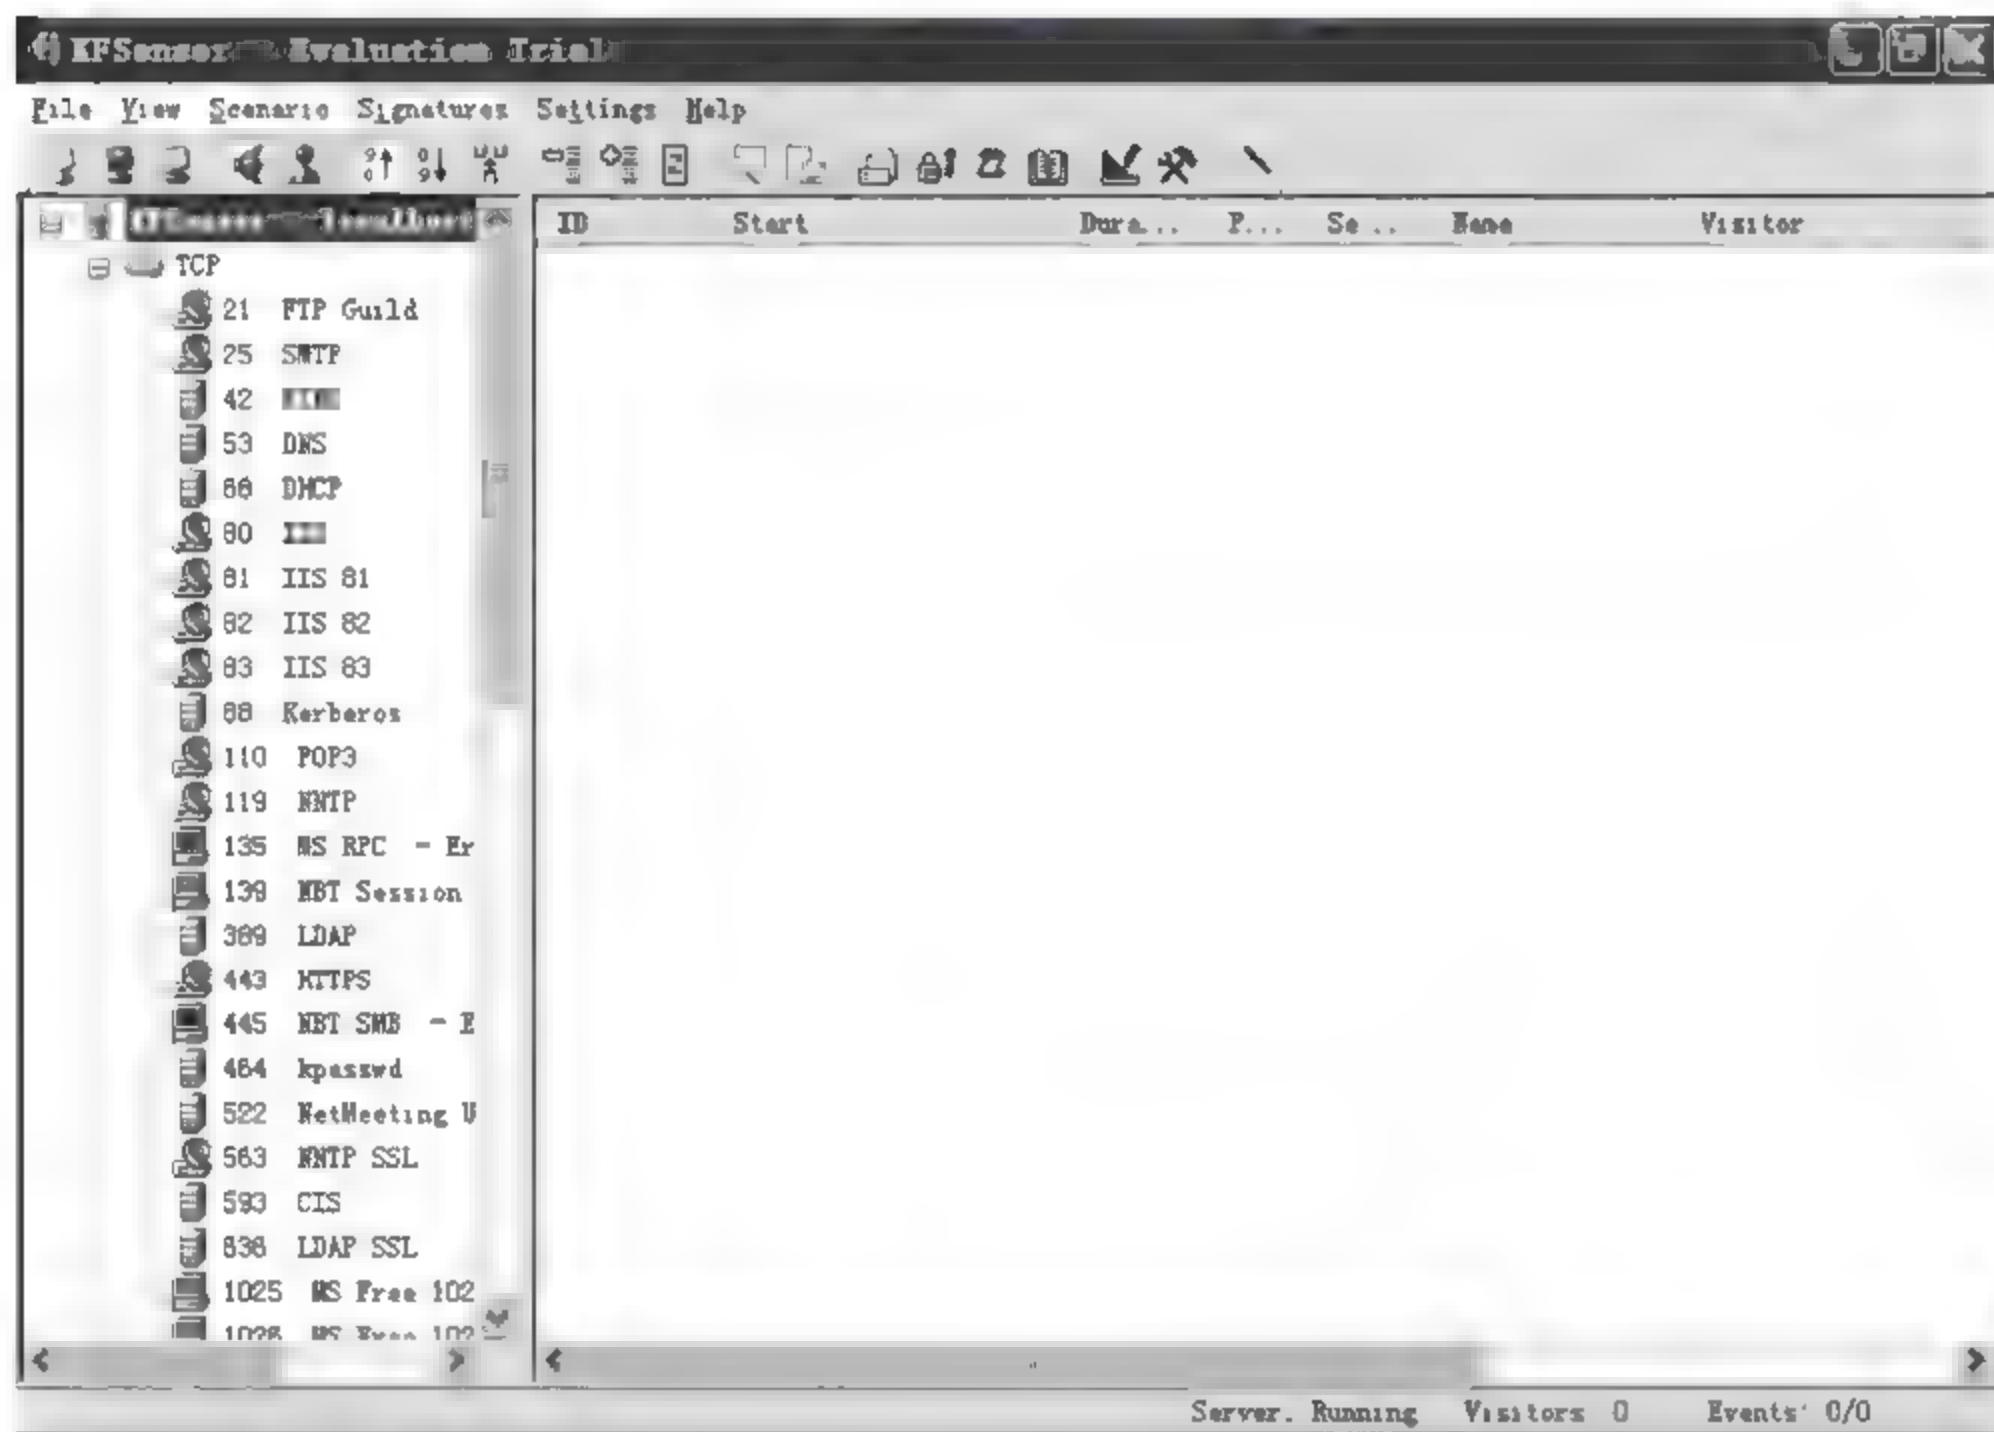 KFSensor - Evaluation Trial
File View Scenario Signatures Settings Help
ID Start Dura... P... Se... Name Visitor
TCP
21 FTP Guild
25 SMTP
42
53 DNS
68 DHCP
80
81 IIS 81
82 IIS 82
83 IIS 83
88 Kerberos
110 POP3
119 NNTP
135 MS RPC - Er
139 NBT Session
389 LDAP
443 HTTPS
445 NBT SMB - E
464 kpasswd
522 NetMeeting U
563 NNTP SSL
593 CIS
636 LDAP SSL
1025 MS Free 102
1026 MS Free 102
Server. Running Visitors 0 Events: 0/0